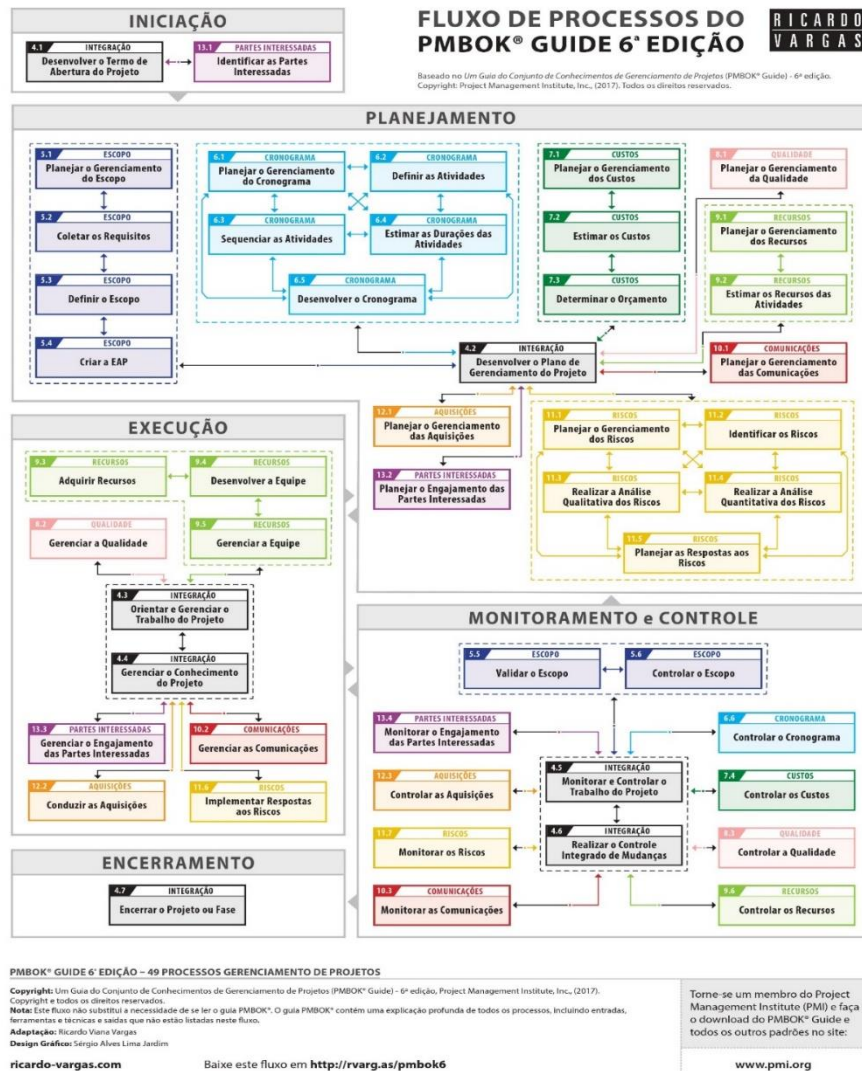 FLUXO DE PROCESSOS DO
PMBOK® GUIDE 6ª EDIÇÃO
RICARDO
VARGAS
Baseado no Um Guia do Conjunto de Conhecimentos de Gerenciamento de Projetos (PMBOK® Guide) - 6ª edição.
Copyright: Project Management Institute, Inc., (2017). Todos os direitos reservados.
INICIAÇÃO
4.1 INTEGRAÇÃO
Desenvolver o Termo de
Abertura do Projeto
13.1 PARTES INTERESSADAS
Identificar as Partes
Interessadas
PLANEJAMENTO
5.1 ESCOPO
Planejar o Gerenciamento
do Escopo
5.2 ESCOPO
Coletar os Requisitos
5.3 ESCOPO
Definir o Escopo
5.4 ESCOPO
Criar a EAP
6.1 CRONOGRAMA
Planejar o Gerenciamento
do Cronograma
6.2 CRONOGRAMA
Definir as Atividades
6.3 CRONOGRAMA
Sequenciar as Atividades
6.4 CRONOGRAMA
Estimar as Durações das
Atividades
6.5 CRONOGRAMA
Desenvolver o Cronograma
7.1 CUSTOS
Planejar o Gerenciamento
dos Custos
7.2 CUSTOS
Estimar os Custos
7.3 CUSTOS
Determinar o Orçamento
8.1 QUALIDADE
Planejar o Gerenciamento
da Qualidade
9.1 RECURSOS
Planejar o Gerenciamento
dos Recursos
9.2 RECURSOS
Estimar os Recursos das
Atividades
4.2 INTEGRAÇÃO
Desenvolver o Plano de
Gerenciamento do Projeto
10.1 COMUNICAÇÕES
Planejar o Gerenciamento
das Comunicações
12.1 AQUISIÇÕES
Planejar o Gerenciamento
das Aquisições
13.2 PARTES INTERESSADAS
Planejar o Engajamento das
Partes Interessadas
11.1 RISCOS
Planejar o Gerenciamento
dos Riscos
11.2 RISCOS
Identificar os Riscos
11.3 RISCOS
Realizar a Análise
Qualitativa dos Riscos
11.4 RISCOS
Realizar a Análise
Quantitativa dos Riscos
11.5 RISCOS
Planejar as Respostas aos
Riscos
EXECUÇÃO
9.3 RECURSOS
Adquirir Recursos
9.4 RECURSOS
Desenvolver a Equipe
8.2 QUALIDADE
Gerenciar a Qualidade
9.5 RECURSOS
Gerenciar a Equipe
4.3 INTEGRAÇÃO
Orientar e Gerenciar o
Trabalho do Projeto
4.4 INTEGRAÇÃO
Gerenciar o Conhecimento
do Projeto
13.3 PARTES INTERESSADAS
Gerenciar o Engajamento
das Partes Interessadas
10.2 COMUNICAÇÕES
Gerenciar as Comunicações
12.2 AQUISIÇÕES
Conduzir as Aquisições
11.6 RISCOS
Implementar Respostas
aos Riscos
MONITORAMENTO e CONTROLE
5.5 ESCOPO
Validar o Escopo
5.6 ESCOPO
Controlar o Escopo
13.4 PARTES INTERESSADAS
Monitorar o Engajamento
das Partes Interessadas
6.6 CRONOGRAMA
Controlar o Cronograma
4.5 INTEGRAÇÃO
Monitorar e Controlar o
Trabalho do Projeto
12.3 AQUISIÇÕES
Controlar as Aquisições
7.4 CUSTOS
Controlar os Custos
4.6 INTEGRAÇÃO
Realizar o Controle
Integrado de Mudanças
11.7 RISCOS
Monitorar os Riscos
8.3 QUALIDADE
Controlar a Qualidade
10.3 COMUNICAÇÕES
Monitorar as Comunicações
9.6 RECURSOS
Controlar os Recursos
ENCERRAMENTO
4.7 INTEGRAÇÃO
Encerrar o Projeto ou Fase
PMBOK® GUIDE 6ª EDIÇÃO – 49 PROCESSOS GERENCIAMENTO DE PROJETOS
Copyright: Um Guia do Conjunto de Conhecimentos de Gerenciamento de Projetos (PMBOK® Guide) - 6ª edição, Project Management Institute, Inc., (2017).
Copyright e todos os direitos reservados.
Nota: Este fluxo não substitui a necessidade de se ler o guia PMBOK®. O guia PMBOK® contém uma explicação profunda de todos os processos, incluindo entradas,
ferramentas e técnicas e saídas que não estão listadas neste fluxo.
Adaptação: Ricardo Viana Vargas
Design Gráfico: Sérgio Alves Lima Jardim
ricardo-vargas.com
Baixe este fluxo em http://rvarg.as/pmbok6
Torne-se um membro do Project
Management Institute (PMI) e faça
o download do PMBOK® Guide e
todos os outros padrões no site:
www.pmi.org